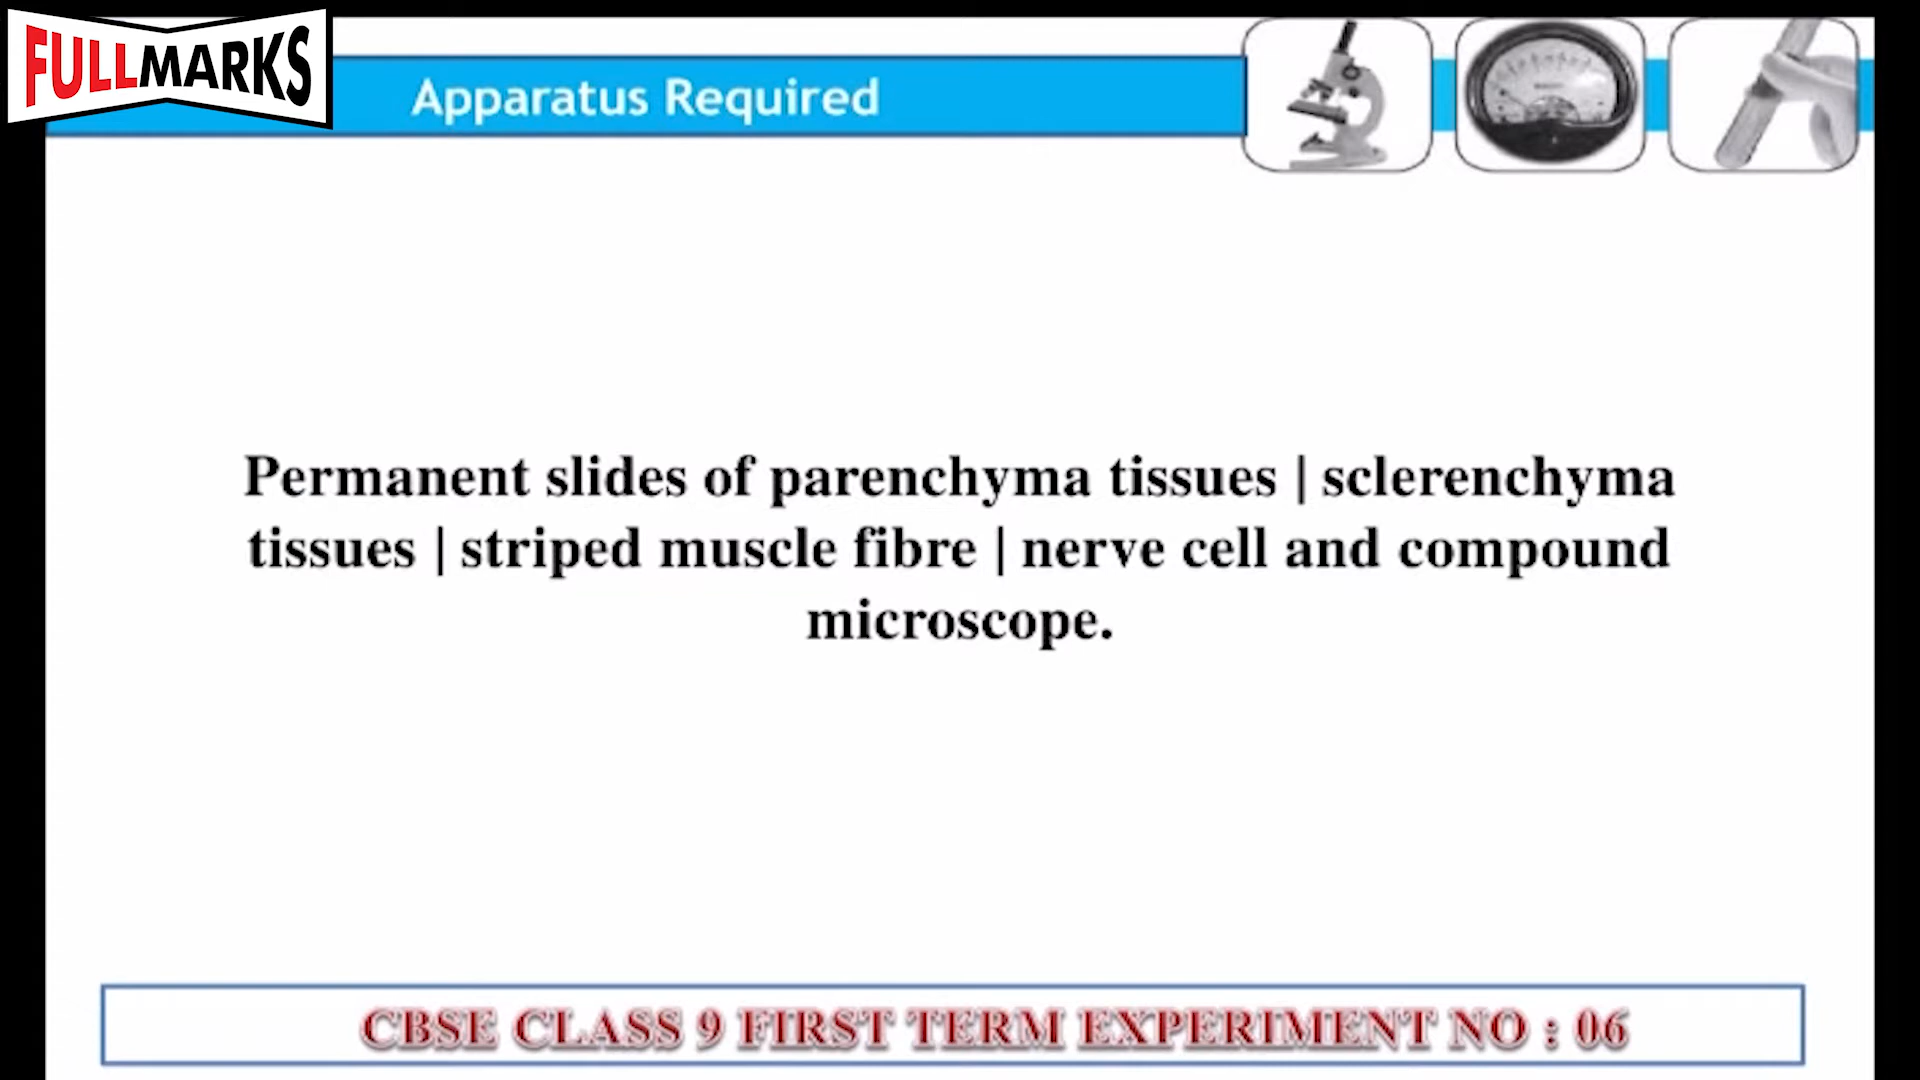 FULLMARKS
Apparatus Required
Permanent slides of parenchyma tissues | sclerenchyma
tissues | striped muscle fibre | nerve cell and compound
microscope.
CBSE CLASS 9 FIRST TERM EXPERIMENT NO : 06